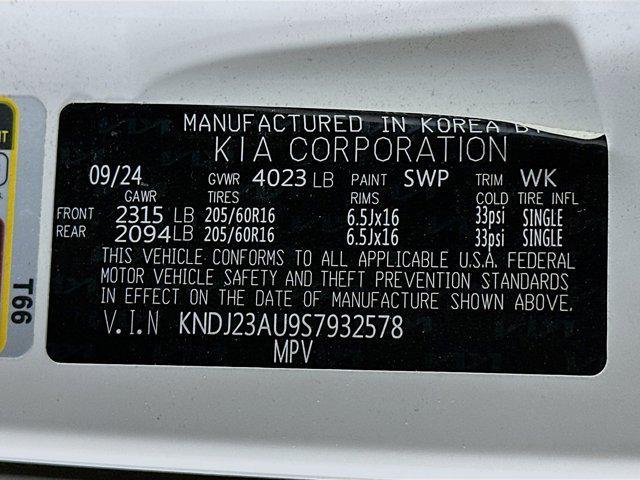 MANUFACTURED IN KOREA BY
KIA CORPORATION
09/24 GVWR 4023 LB PAINT SWP TRIM WK
GAWR RIMS COLD TIRE INFL
FRONT 2315 LB 205/60R16 6.5Jx16 33psi SINGLE
REAR 2094 LB 205/60R16 6.5Jx16 33psi SINGLE
THIS VEHICLE CONFORMS TO ALL APPLICABLE U.S.A. FEDERAL
MOTOR VEHICLE SAFETY AND THEFT PREVENTION STANDARDS
IN EFFECT ON THE DATE OF MANUFACTURE SHOWN ABOVE.
V.I.N KNDJ23AU9S7932578
MPV
T66